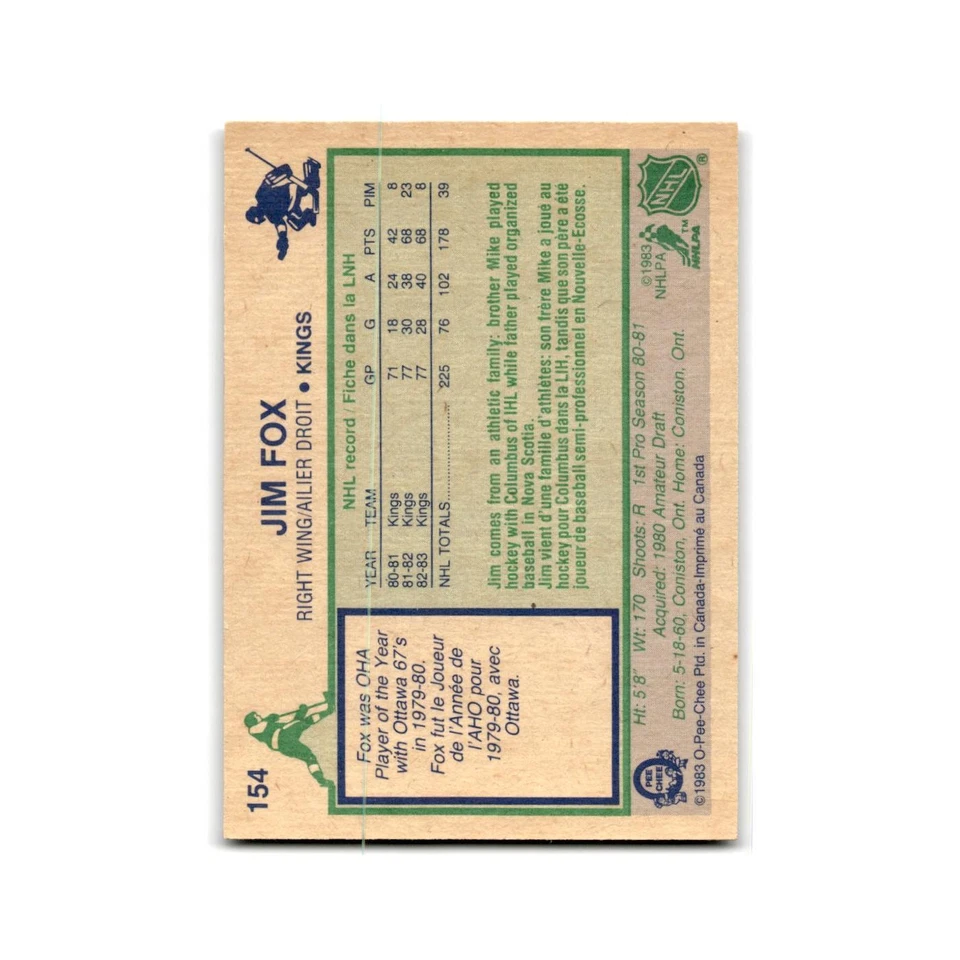 154
JIM FOX
RIGHT WING/AILIER DROIT • KINGS
Fox was OHA
Player of the Year
with Ottawa 67's
in 1979-80.
Fox fut le Joueur
de l'Année de
l'AHO pour
1979-80, avec
Ottawa.
NHL record / Fiche dans la LNH
YEAR TEAM GP G A PTS PIM
80-81 Kings 71 18 24 42 8
81-82 Kings 77 30 38 68 23
82-83 Kings 77 28 40 68 8
NHL TOTALS.................... 225 76 102 178 39
Jim comes from an athletic family: brother Mike played
hockey with Columbus of IHL while father played organized
baseball in Nova Scotia.
Jim vient d'une famille d'athlètes: son frère Mike a joué au
hockey pour Columbus dans la LIH, tandis que son père a été
joueur de baseball semi-professionnel en Nouvelle-Ecosse.
Ht: 5'8" Wt: 170 Shoots: R 1st Pro Season 80-81
Acquired: 1980 Amateur Draft
Born: 5-18-60, Coniston, Ont. Home: Coniston, Ont.
O PEE CHEE
©1983 O-Pee-Chee Ptd. in Canada-Imprimé au Canada
©1983
NHLPA
NHLPA™
NHL ®